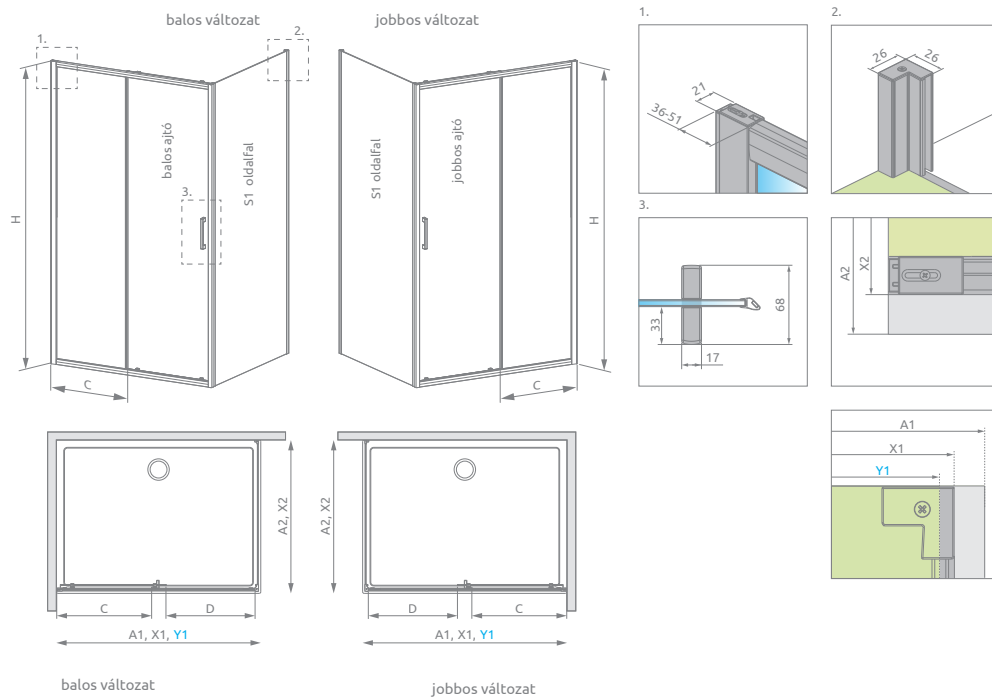 balos változat
jobbos változat
1.
2.
1.
2.
balos ajtó
S1 oldalfal
3.
H
C
S1 oldalfal
jobbos ajtó
H
C
21
36-51
26
26
3.
33
68
17
A2
X2
A2, X2
C
D
A1, X1, Y1
A2, X2
D
C
A1, X1, Y1
A1
X1
Y1
balos változat
jobbos változat